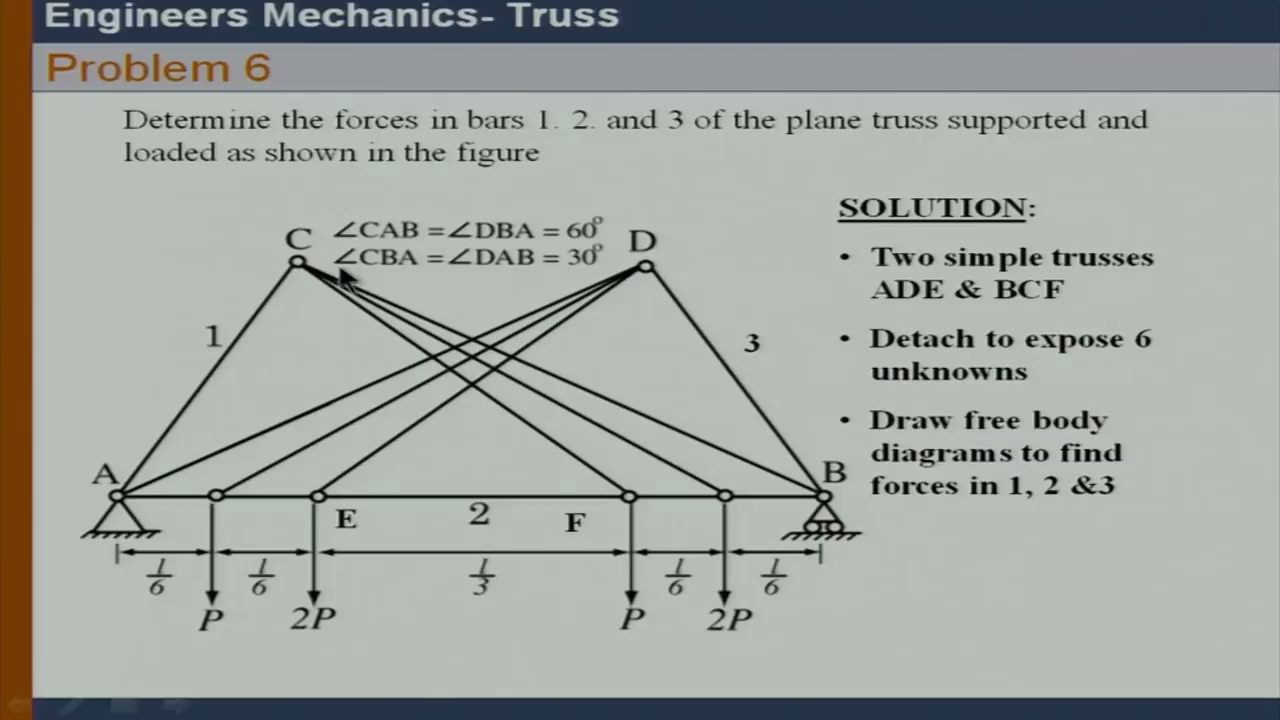 Engineers Mechanics- Truss
Problem 6
Determine the forces in bars 1. 2. and 3 of the plane truss supported and
loaded as shown in the figure
SOLUTION:
• Two simple trusses
ADE & BCF
• Detach to expose 6
unknowns
• Draw free body
diagrams to find
forces in 1, 2 &3
C
∠CAB =∠DBA = 60°
∠CBA =∠DAB = 30°
D
1
3
A
B
E
2
F
l/6
l/6
l/3
l/6
l/6
P
2P
P
2P